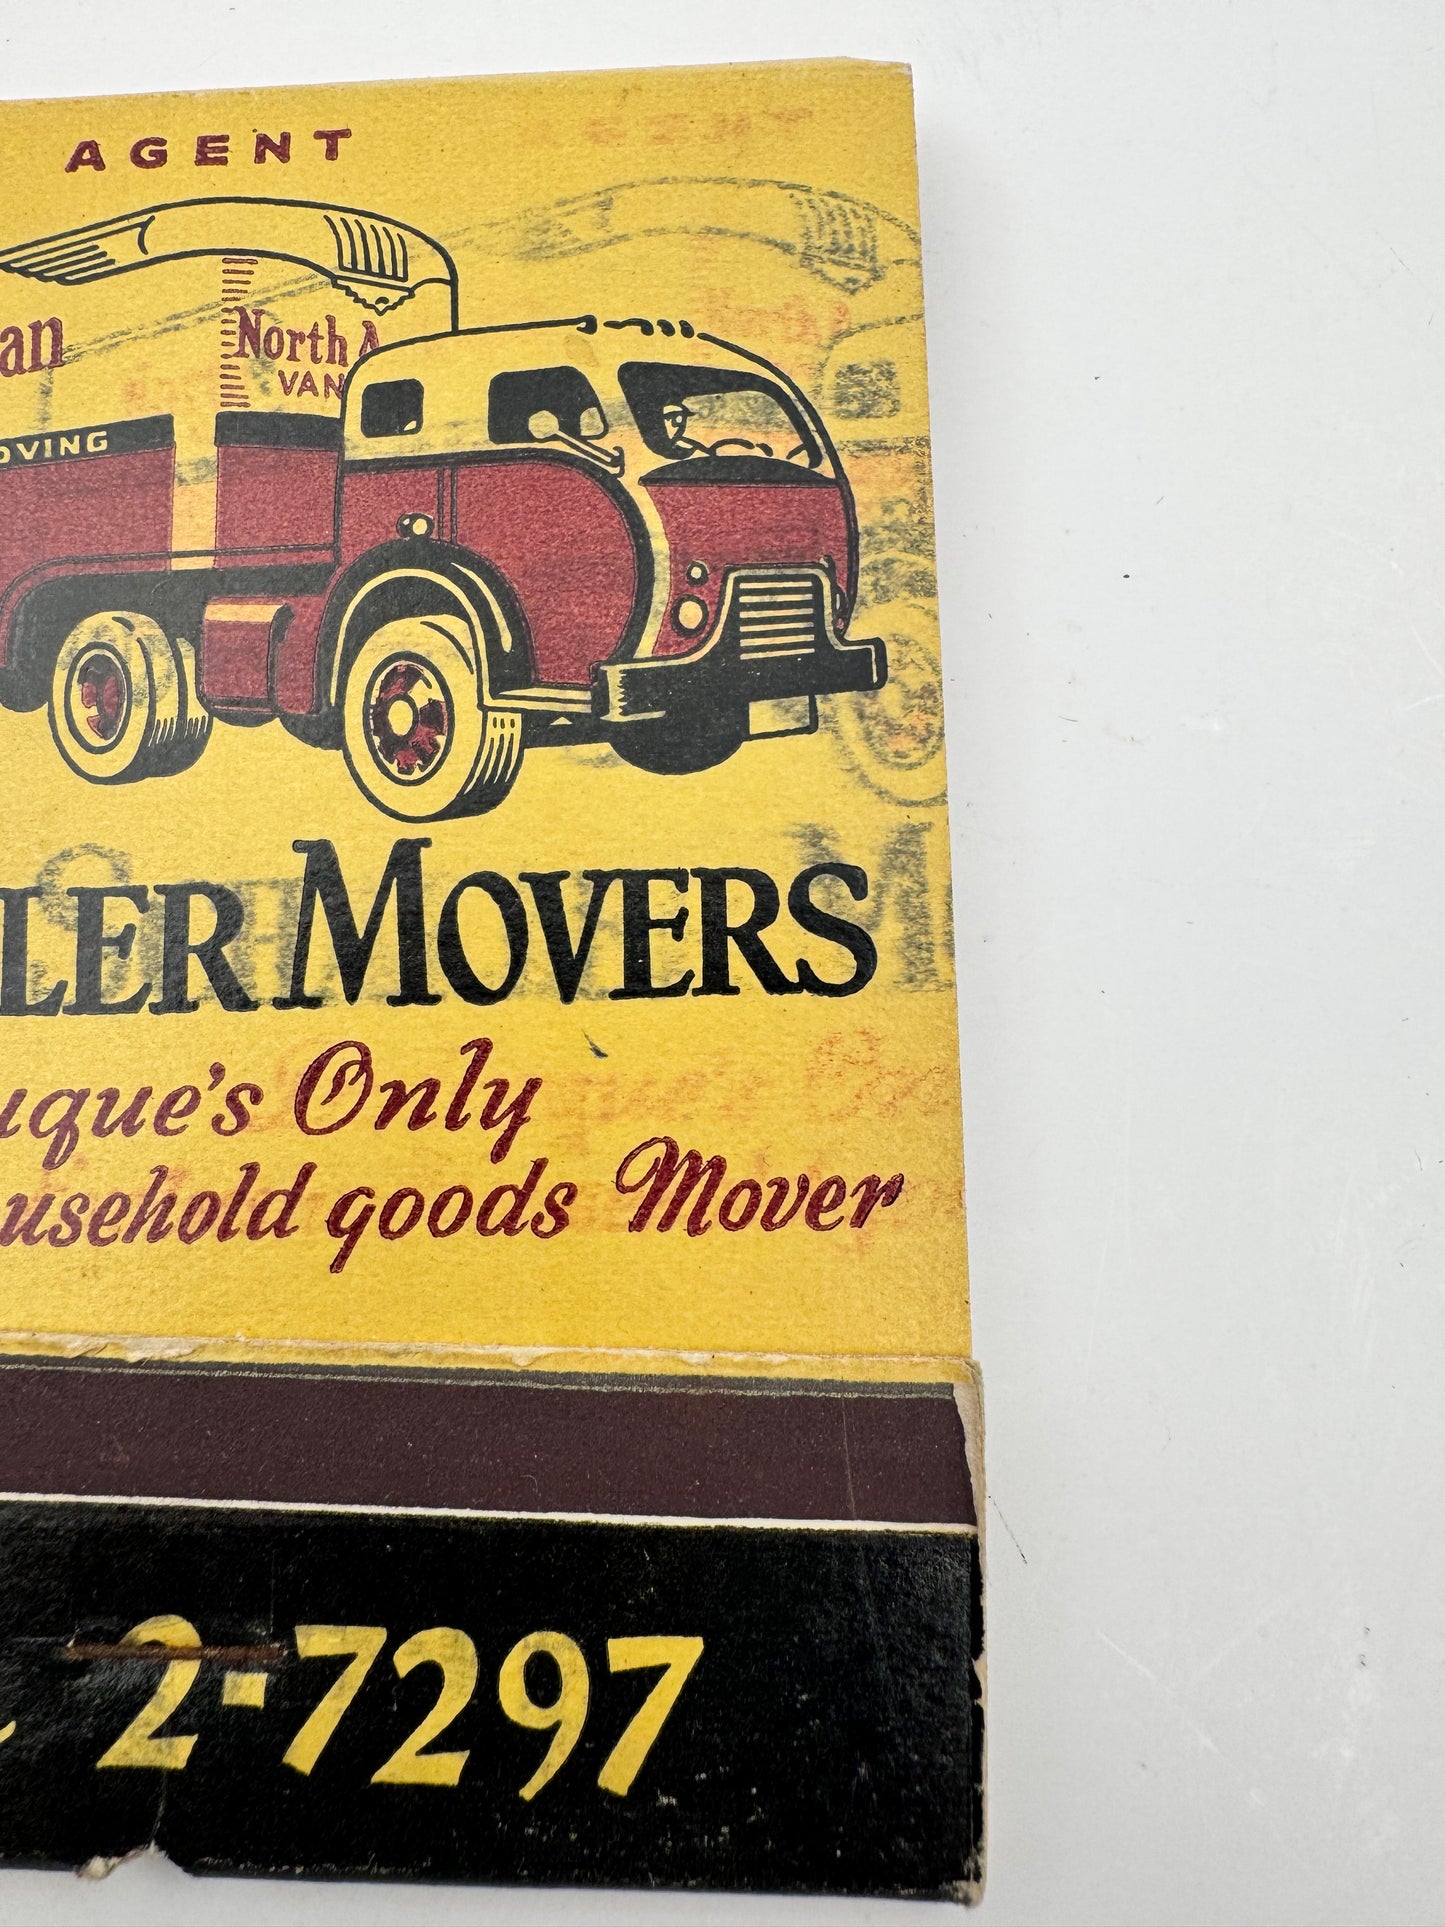 AGENT
an North A
VAN
OVING
LER MOVERS
uque's Only
usehold goods Mover
2-7297